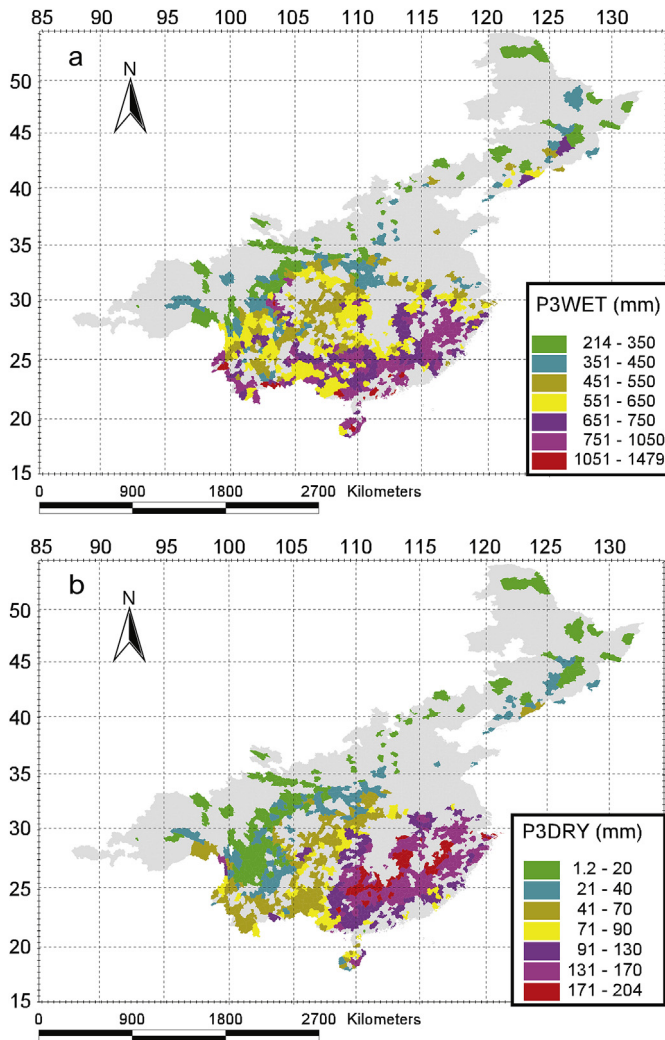 85 90 95 100 105 110 115 120 125 130
a
N
50
45
40
35
30
25
20
15
P3WET (mm)
214 - 350
351 - 450
451 - 550
551 - 650
651 - 750
751 - 1050
1051 - 1479
0 900 1800 2700 Kilometers
85 90 95 100 105 110 115 120 125 130
b
N
50
45
40
35
30
25
20
15
P3DRY (mm)
1.2 - 20
21 - 40
41 - 70
71 - 90
91 - 130
131 - 170
171 - 204
0 900 1800 2700 Kilometers